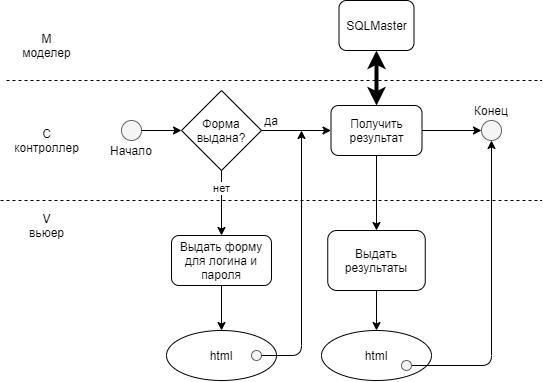 М
моделер
SQLMaster
С
контроллер
Начало
Форма
выдана?
да
нет
Получить
результат
Конец
V
вьюер
Выдать форму
для логина и
пароля
Выдать
результаты
html
html